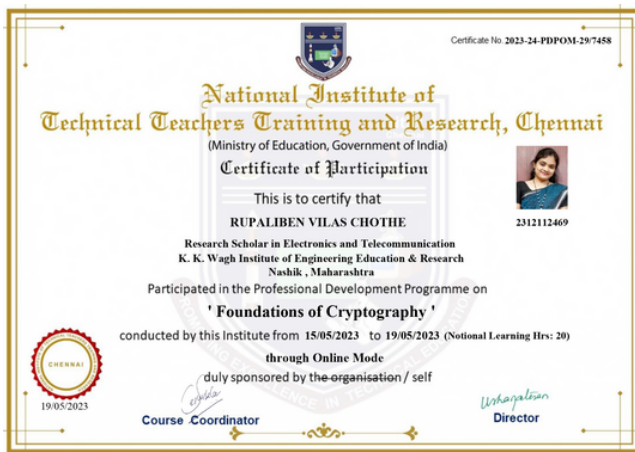 Certificate No. 2023-24-PDPOM-29/7458
National Institute of
Technical Teachers Training and Research, Chennai
(Ministry of Education, Government of India)
Certificate of Participation
This is to certify that
RUPALIBEN VILAS CHOTHE
2312112469
Research Scholar in Electronics and Telecommunication
K. K. Wagh Institute of Engineering Education & Research
Nashik , Maharashtra
Participated in the Professional Development Programme on
' Foundations of Cryptography '
conducted by this Institute from 15/05/2023 to 19/05/2023 (Notional Learning Hrs: 20)
through Online Mode
duly sponsored by the organisation / self
CHENNAI
19/05/2023
Course Coordinator
Director